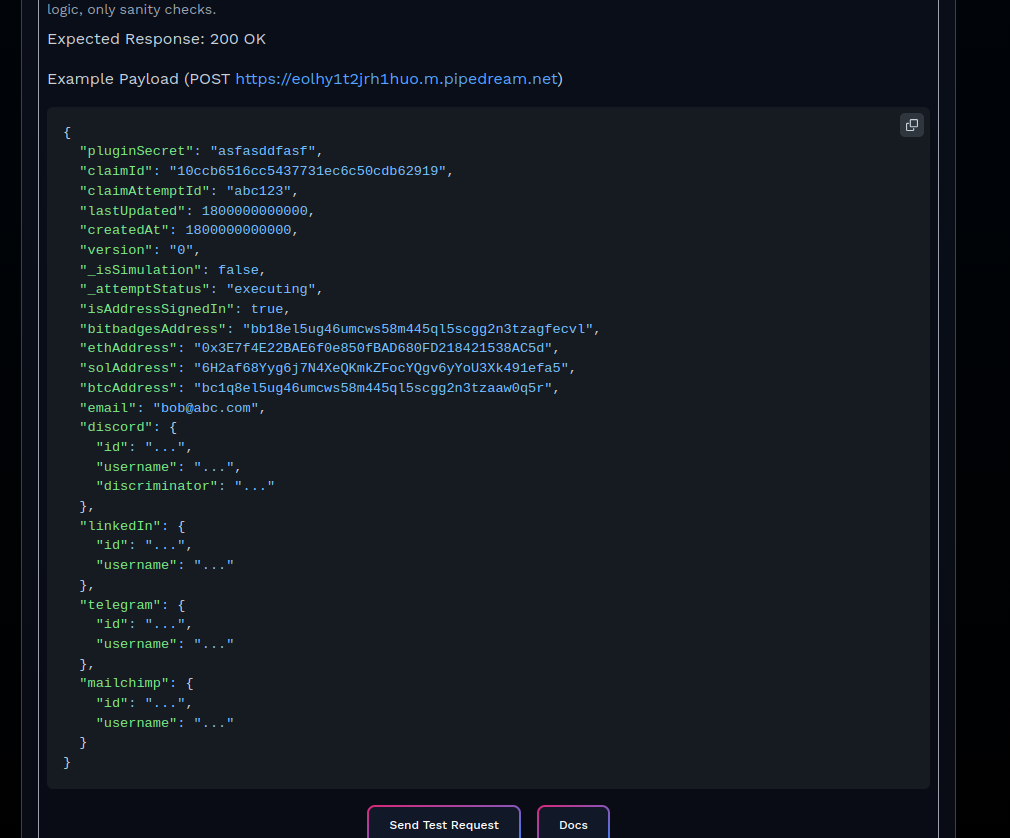 logic, only sanity checks.
Expected Response: 200 OK
Example Payload (POST https://eolhy1t2jrh1huo.m.pipedream.net)
{
  "pluginSecret": "asfasddfasf",
  "claimId": "10ccb6516cc5437731ec6c50cdb62919",
  "claimAttemptId": "abc123",
  "lastUpdated": 1800000000000,
  "createdAt": 1800000000000,
  "version": "0",
  "_isSimulation": false,
  "_attemptStatus": "executing",
  "isAddressSignedIn": true,
  "bitbadgesAddress": "bb18el5ug46umcws58m445ql5scgg2n3tzagfecvl",
  "ethAddress": "0x3E7f4E22BAE6f0e850fBAD680FD218421538AC5d",
  "solAddress": "6H2af68Yyg6j7N4XeQKmkZFocYQgv6yYoU3Xk491efa5",
  "btcAddress": "bc1q8el5ug46umcws58m445ql5scgg2n3tzaaw0q5r",
  "email": "bob@abc.com",
  "discord": {
    "id": "...",
    "username": "...",
    "discriminator": "..."
  },
  "linkedIn": {
    "id": "...",
    "username": "..."
  },
  "telegram": {
    "id": "...",
    "username": "..."
  },
  "mailchimp": {
    "id": "...",
    "username": "..."
  }
}
Send Test Request
Docs